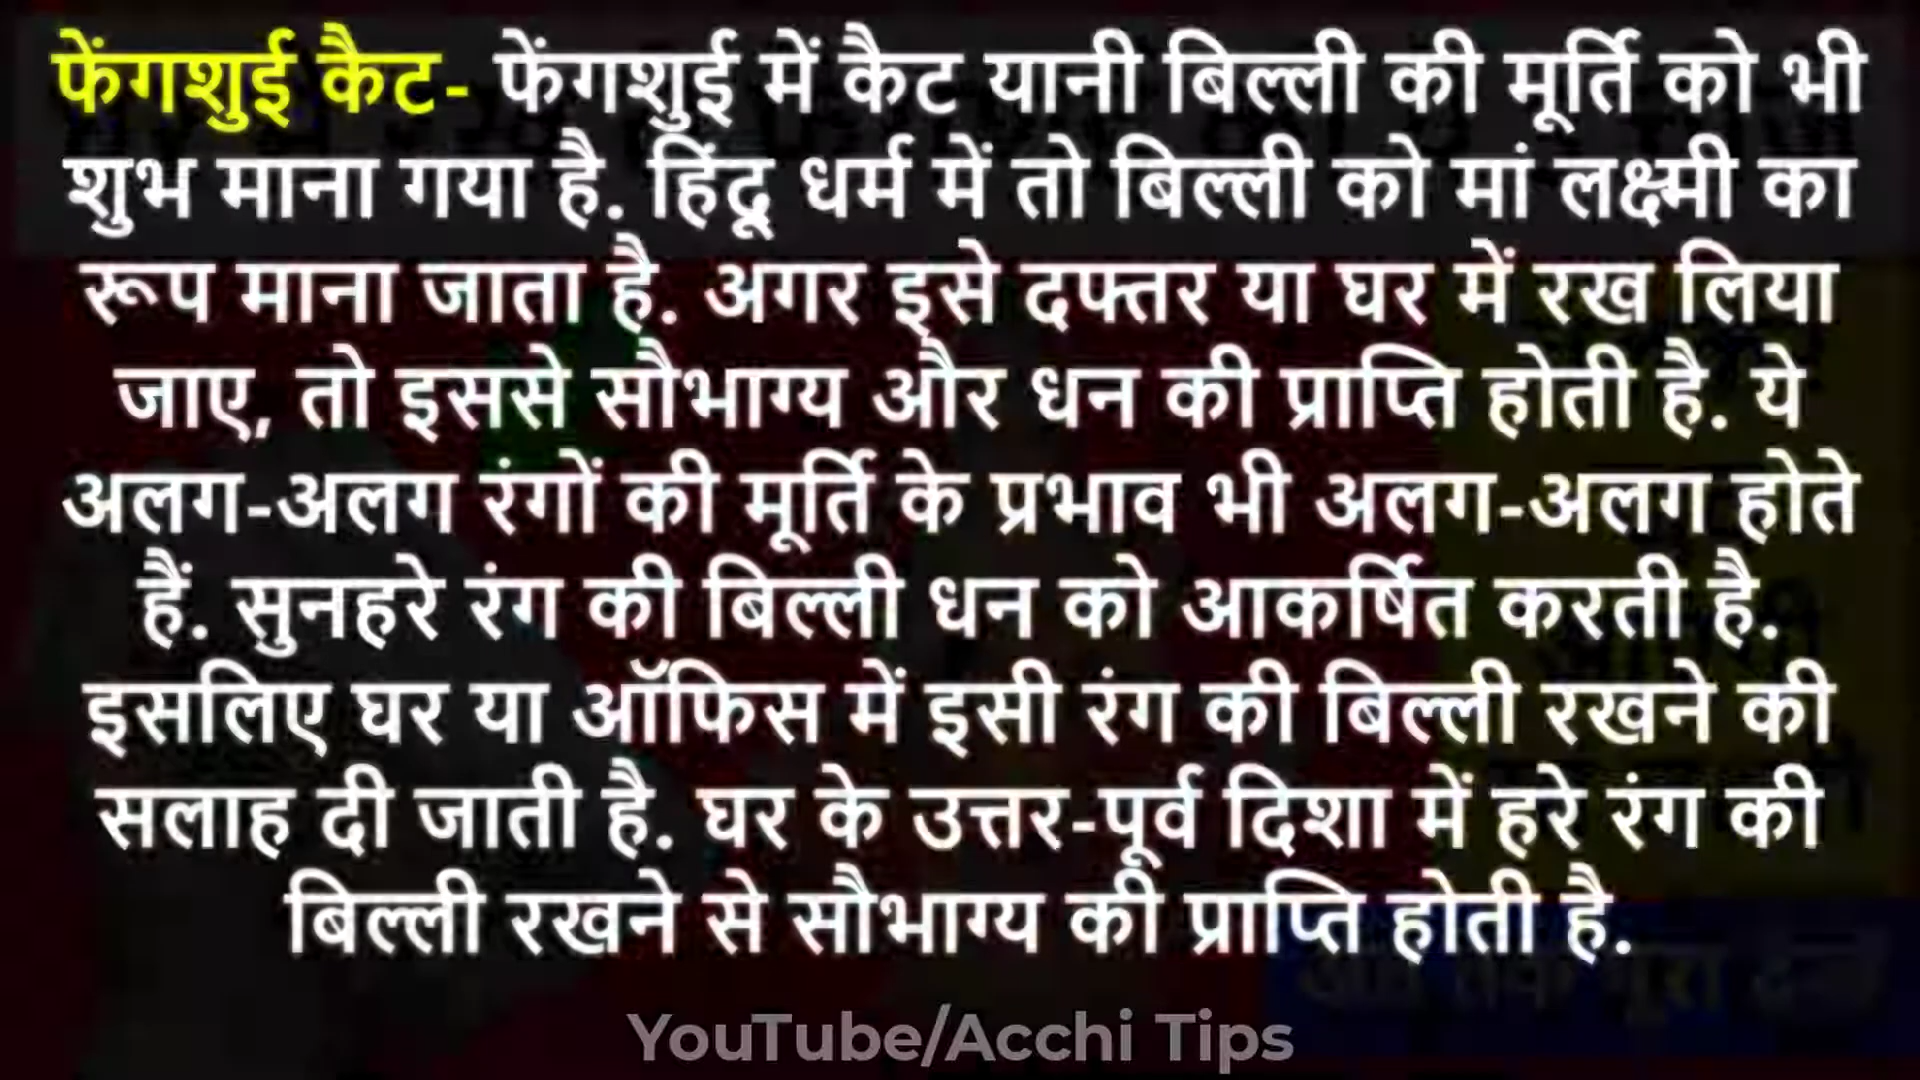 फेंगशुई कैट- फेंगशुई में कैट यानी बिल्ली की मूर्ति को भी
शुभ माना गया है. हिंदू धर्म में तो बिल्ली को मां लक्ष्मी का
रूप माना जाता है. अगर इसे दफ्तर या घर में रख लिया
जाए, तो इससे सौभाग्य और धन की प्राप्ति होती है. ये
अलग-अलग रंगों की मूर्ति के प्रभाव भी अलग-अलग होते
हैं. सुनहरे रंग की बिल्ली धन को आकर्षित करती है.
इसलिए घर या ऑफिस में इसी रंग की बिल्ली रखने की
सलाह दी जाती है. घर के उत्तर-पूर्व दिशा में हरे रंग की
बिल्ली रखने से सौभाग्य की प्राप्ति होती है.
YouTube/Acchi Tips